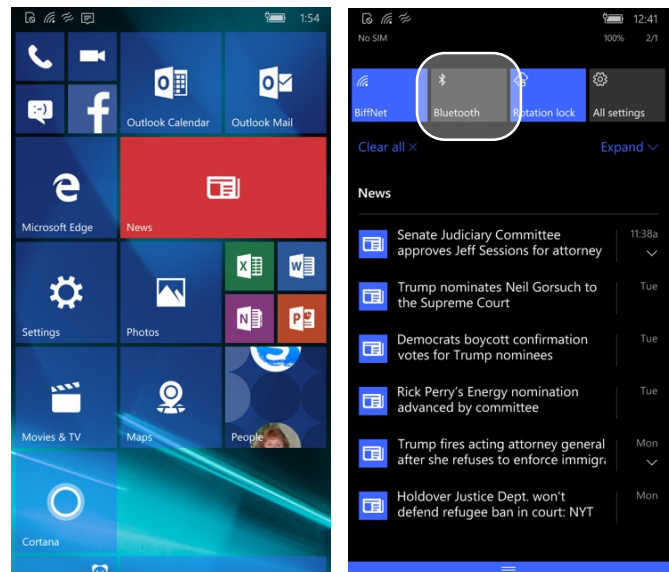 1:54
Outlook Calendar
Outlook Mail
Microsoft Edge
News
Settings
Photos
Movies & TV
Maps
People
Cortana
12:41
No SIM
100%
2/1
BiffNet
Bluetooth
Rotation lock
All settings
Clear all ×
Expand
News
Senate Judiciary Committee
11:38a
approves Jeff Sessions for attorney
Trump nominates Neil Gorsuch to
Tue
the Supreme Court
Democrats boycott confirmation
Tue
votes for Trump nominees
Rick Perry's Energy nomination
Tue
advanced by committee
Trump fires acting attorney general
Mon
after she refuses to enforce immigra
Holdover Justice Dept. won't
Mon
defend refugee ban in court: NYT